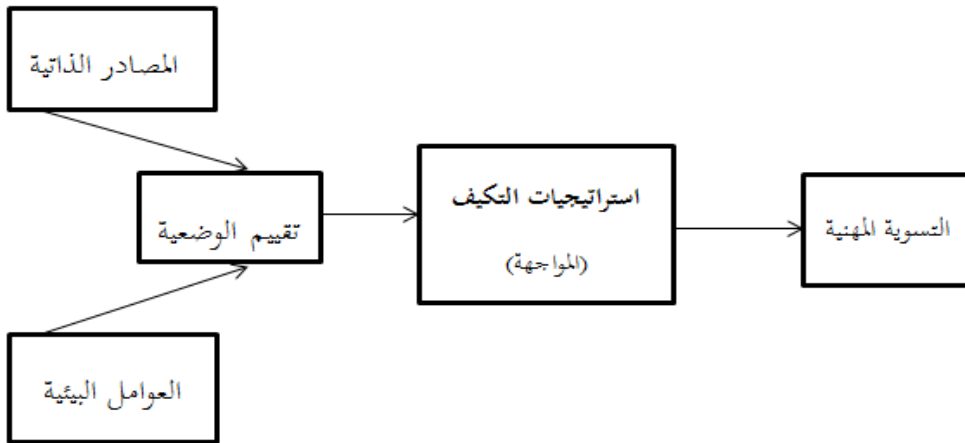 المصادر الذاتية
تقييم الوضعية
استراتيجيات التكيف
(المواجهة)
التسوية المهنية
العوامل البيئية